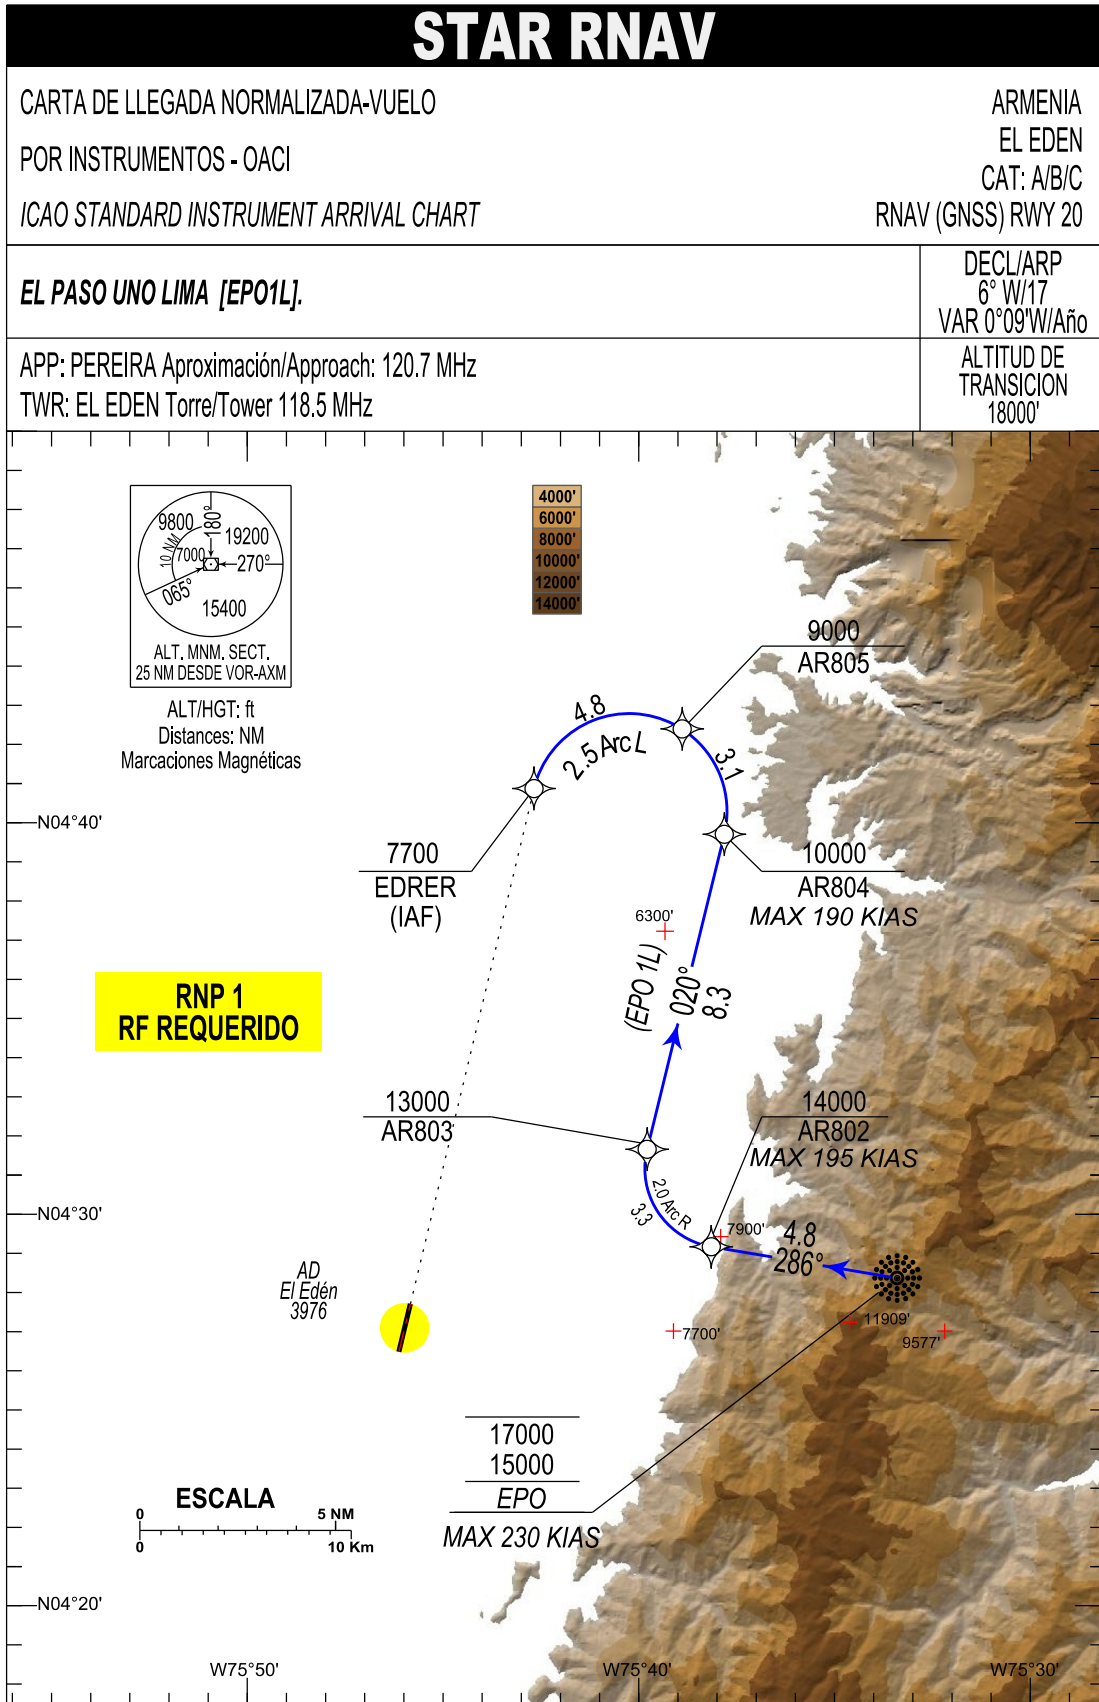 STAR RNAV
CARTA DE LLEGADA NORMALIZADA-VUELO
POR INSTRUMENTOS - OACI
ICAO STANDARD INSTRUMENT ARRIVAL CHART
ARMENIA
EL EDEN
CAT: A/B/C
RNAV (GNSS) RWY 20
EL PASO UNO LIMA [EPO1L].
DECL/ARP
6° W/17
VAR 0°09'W/Año
APP: PEREIRA Aproximación/Approach: 120.7 MHz
TWR: EL EDEN Torre/Tower 118.5 MHz
ALTITUD DE
TRANSICION
18000'
9800
180°
19200
10 NM
7000
270°
065°
15400
ALT. MNM. SECT.
25 NM DESDE VOR-AXM
ALT/HGT: ft
Distances: NM
Marcaciones Magnéticas
4000'
6000'
8000'
10000'
12000'
14000'
9000
AR805
4.8
2.5 Arc L
3.1
N04°40'
7700
EDRER
(IAF)
10000
AR804
MAX 190 KIAS
6300'
(EPO 1L)
020°
8.3
RNP 1
RF REQUERIDO
13000
AR803
14000
AR802
MAX 195 KIAS
2.0 Arc R
3.3
N04°30'
7900'
4.8
286°
AD
El Edén
3976
11909'
7700'
9577'
17000
15000
EPO
MAX 230 KIAS
ESCALA
0 5 NM
0 10 Km
N04°20'
W75°50'
W75°40'
W75°30'